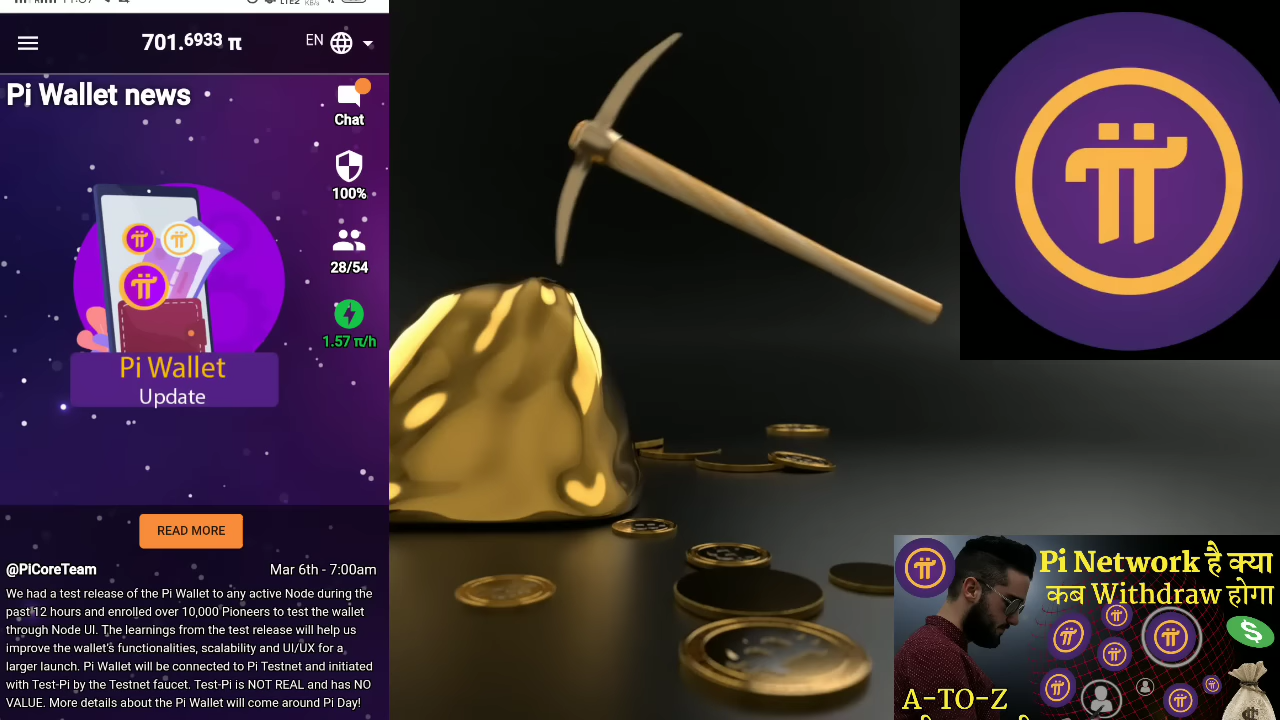 701.6933 π
EN
Pi Wallet news
Chat
100%
28/54
1.57 π/h
Pi Wallet
Update
READ MORE
@PiCoreTeam
Mar 6th - 7:00am
We had a test release of the Pi Wallet to any active Node during the
past 12 hours and enrolled over 10,000 Pioneers to test the wallet
through Node UI. The learnings from the test release will help us
improve the wallet's functionalities, scalability and UI/UX for a
larger launch. Pi Wallet will be connected to Pi Testnet and initiated
with Test-Pi by the Testnet faucet. Test-Pi is NOT REAL and has NO
VALUE. More details about the Pi Wallet will come around Pi Day!
Pi Network है क्या
कब Withdraw होगा
A-TO-Z